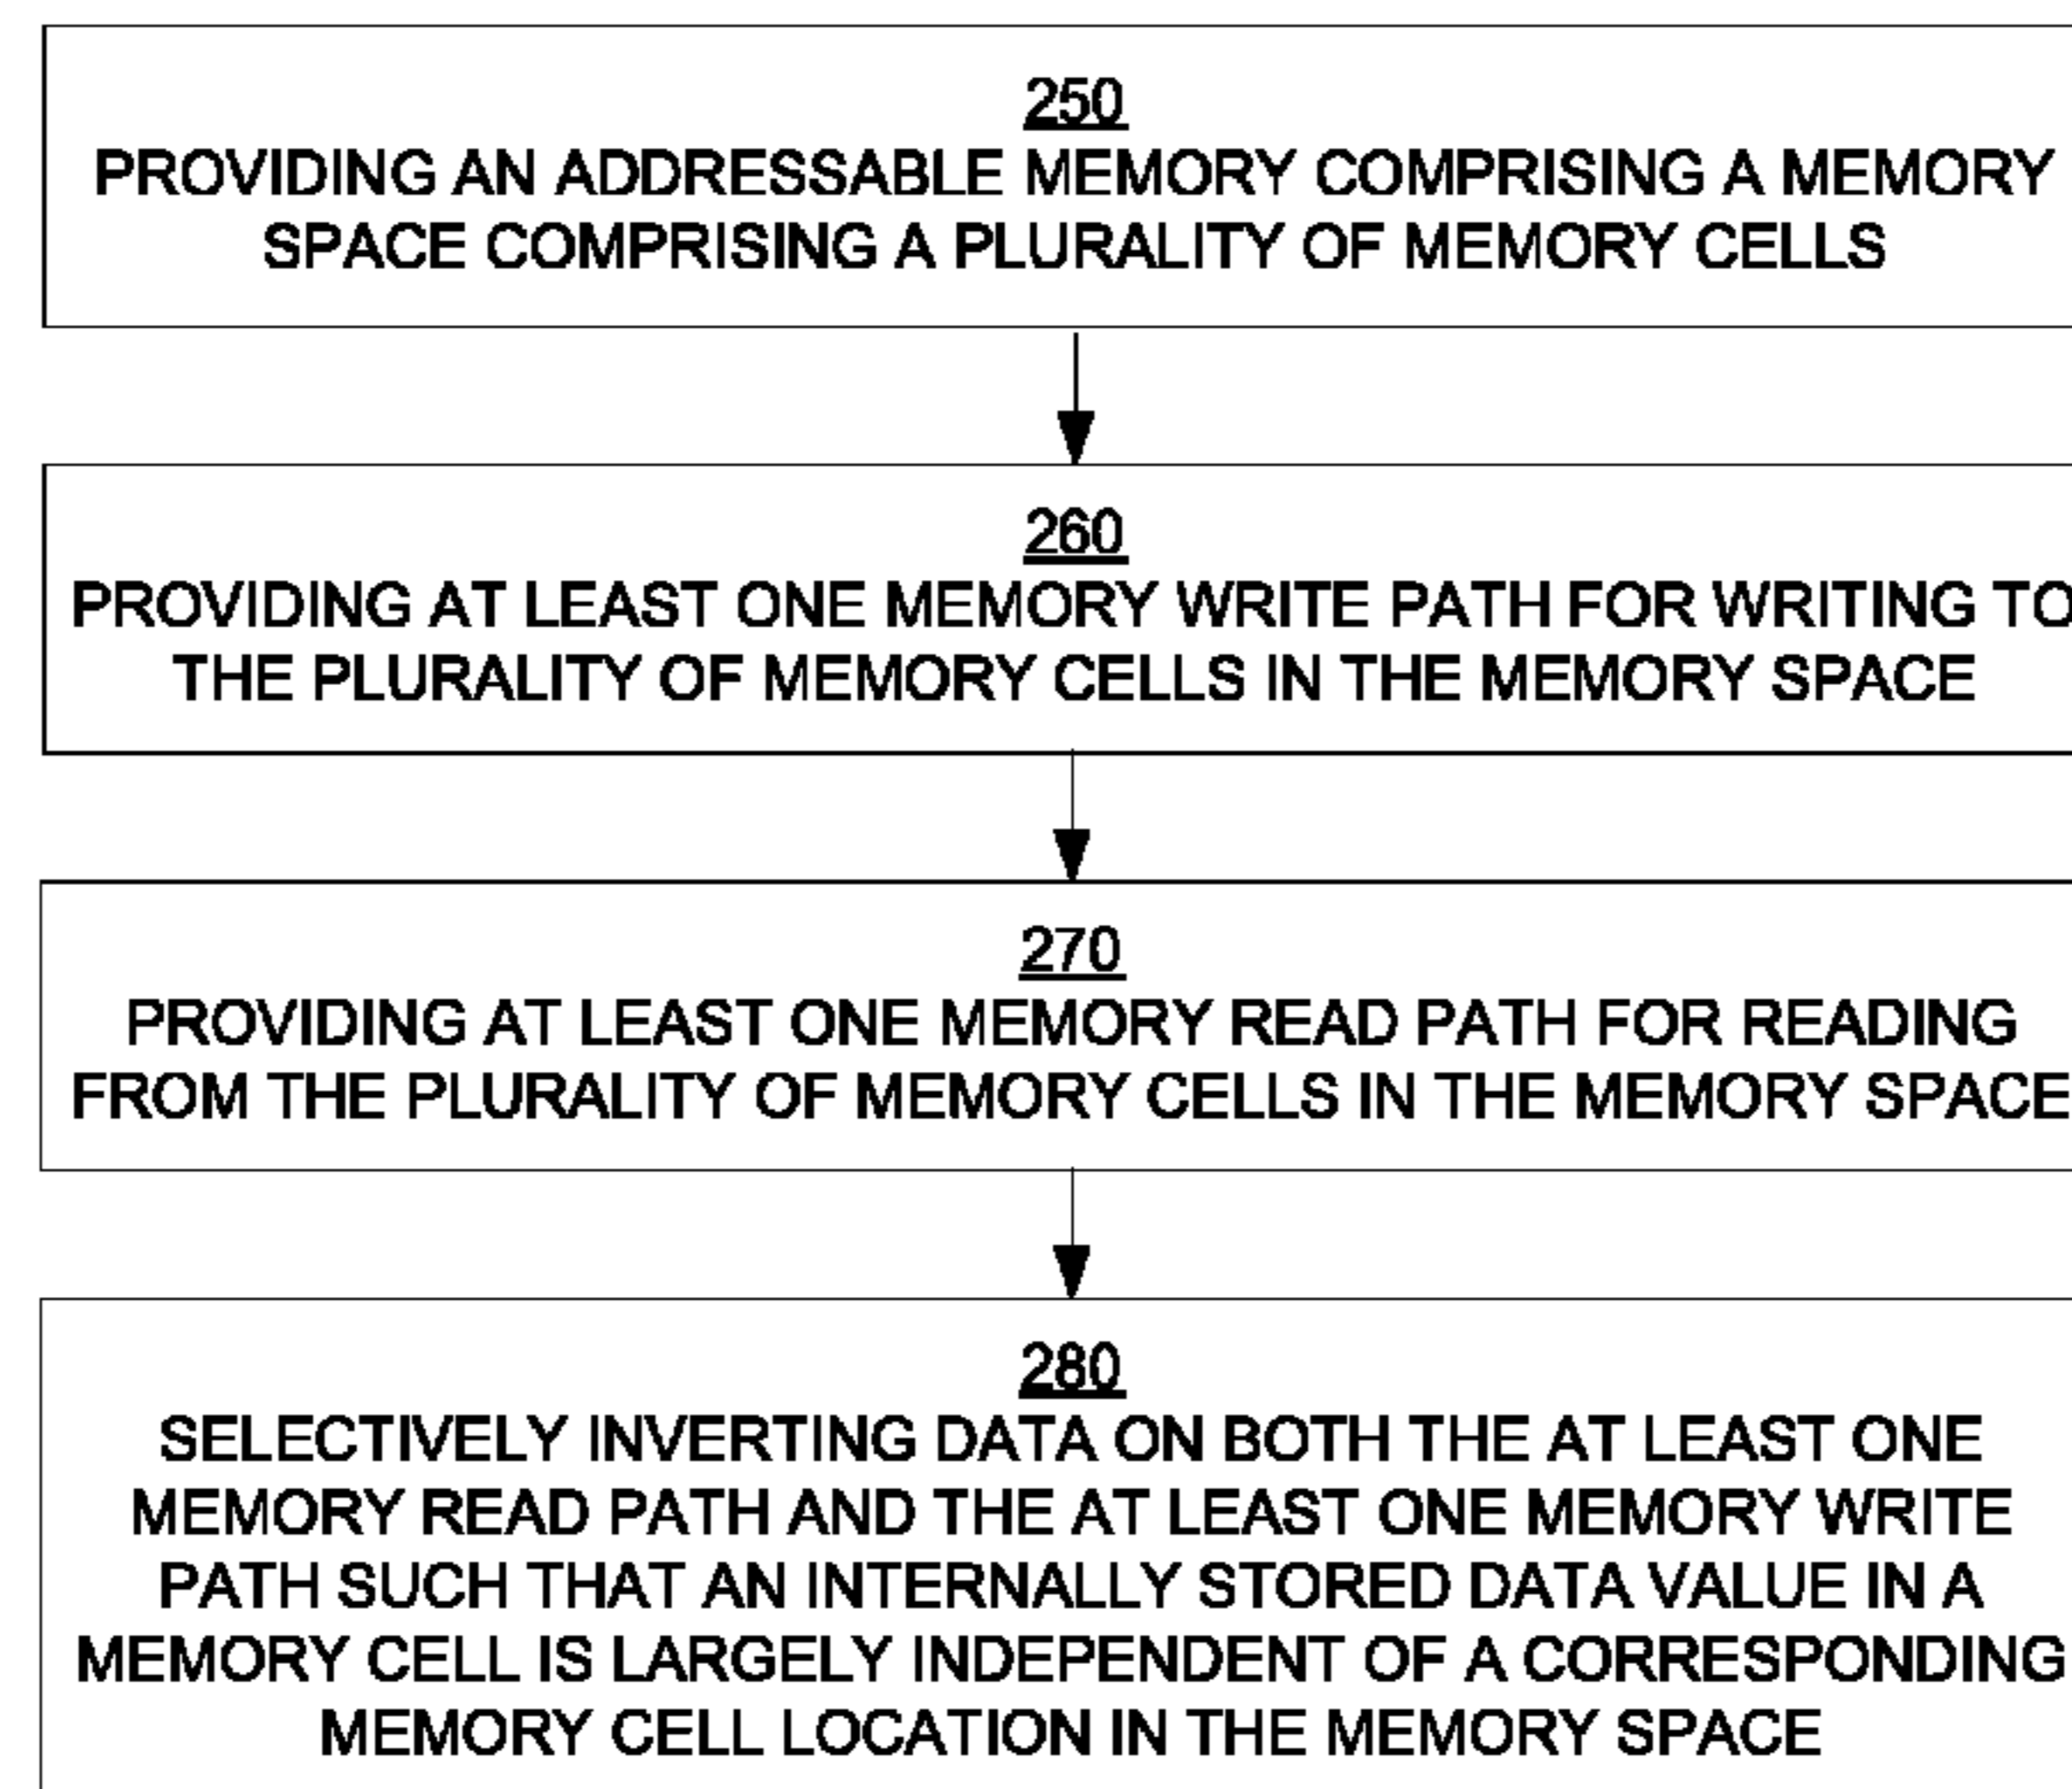 250
PROVIDING AN ADDRESSABLE MEMORY COMPRISING A MEMORY
SPACE COMPRISING A PLURALITY OF MEMORY CELLS
260
PROVIDING AT LEAST ONE MEMORY WRITE PATH FOR WRITING TO
THE PLURALITY OF MEMORY CELLS IN THE MEMORY SPACE
270
PROVIDING AT LEAST ONE MEMORY READ PATH FOR READING
FROM THE PLURALITY OF MEMORY CELLS IN THE MEMORY SPACE
280
SELECTIVELY INVERTING DATA ON BOTH THE AT LEAST ONE
MEMORY READ PATH AND THE AT LEAST ONE MEMORY WRITE
PATH SUCH THAT AN INTERNALLY STORED DATA VALUE IN A
MEMORY CELL IS LARGELY INDEPENDENT OF A CORRESPONDING
MEMORY CELL LOCATION IN THE MEMORY SPACE